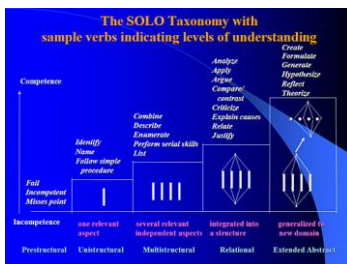 The SOLO Taxonomy with
sample verbs indicating levels of understanding
Competence
Incompetence
Fail
Incompetent
Misses point
Identify
Name
Follow simple
procedure
Combine
Describe
Enumerate
Perform serial skills
List
Analyze
Apply
Argue
Compare/
contrast
Criticize
Explain causes
Relate
Justify
Create
Formulate
Generate
Hypothesize
Reflect
Theorize
one relevant
aspect
several relevant
independent aspects
integrated into
a structure
generalized to
new domain
Prestructural
Unistructural
Multistructural
Relational
Extended Abstract